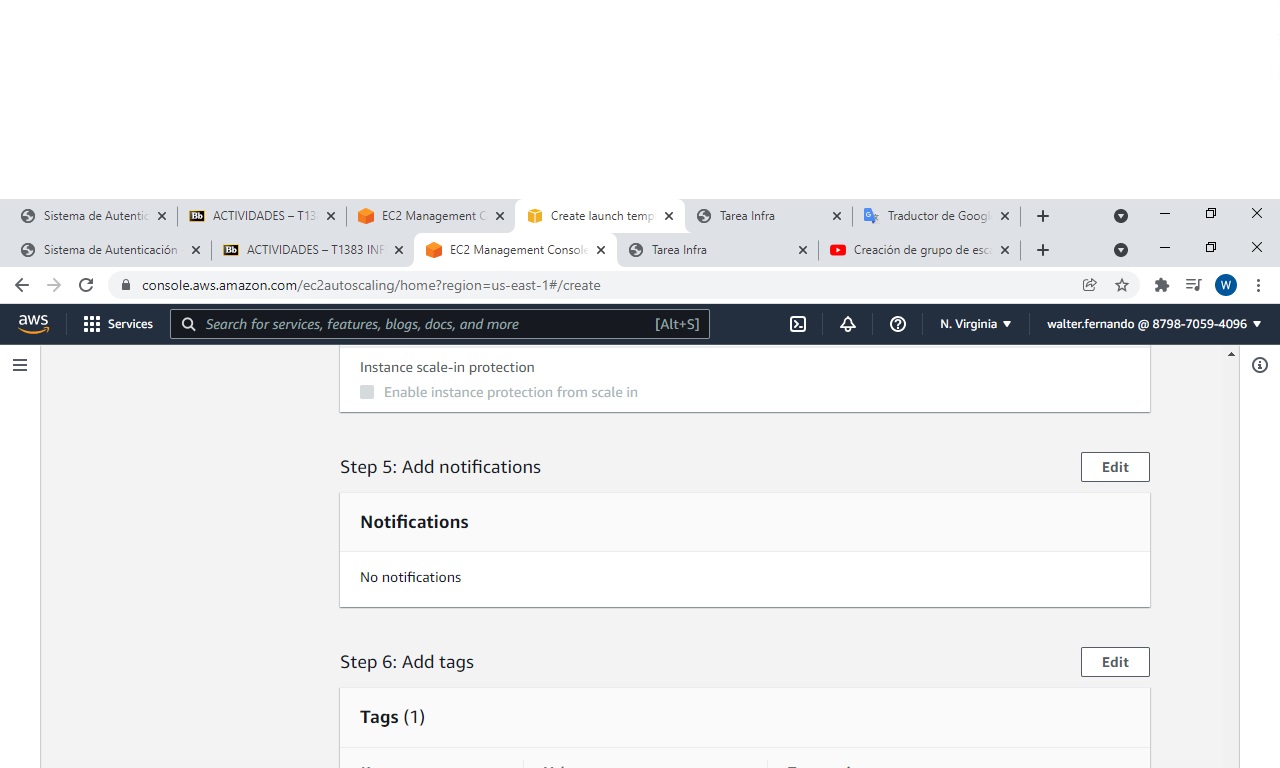 Sistema de Autentic
ACTIVIDADES – T13
EC2 Management C
Create launch temp
Tarea Infra
Traductor de Googl
Sistema de Autenticación
ACTIVIDADES – T1383 INF
EC2 Management Console
Tarea Infra
Creación de grupo de esca
console.aws.amazon.com/ec2autoscaling/home?region=us-east-1#/create
W
aws
Services
Search for services, features, blogs, docs, and more
[Alt+S]
N. Virginia
walter.fernando @ 8798-7059-4096
Instance scale-in protection
Enable instance protection from scale in
Step 5: Add notifications
Edit
Notifications
No notifications
Step 6: Add tags
Edit
Tags (1)